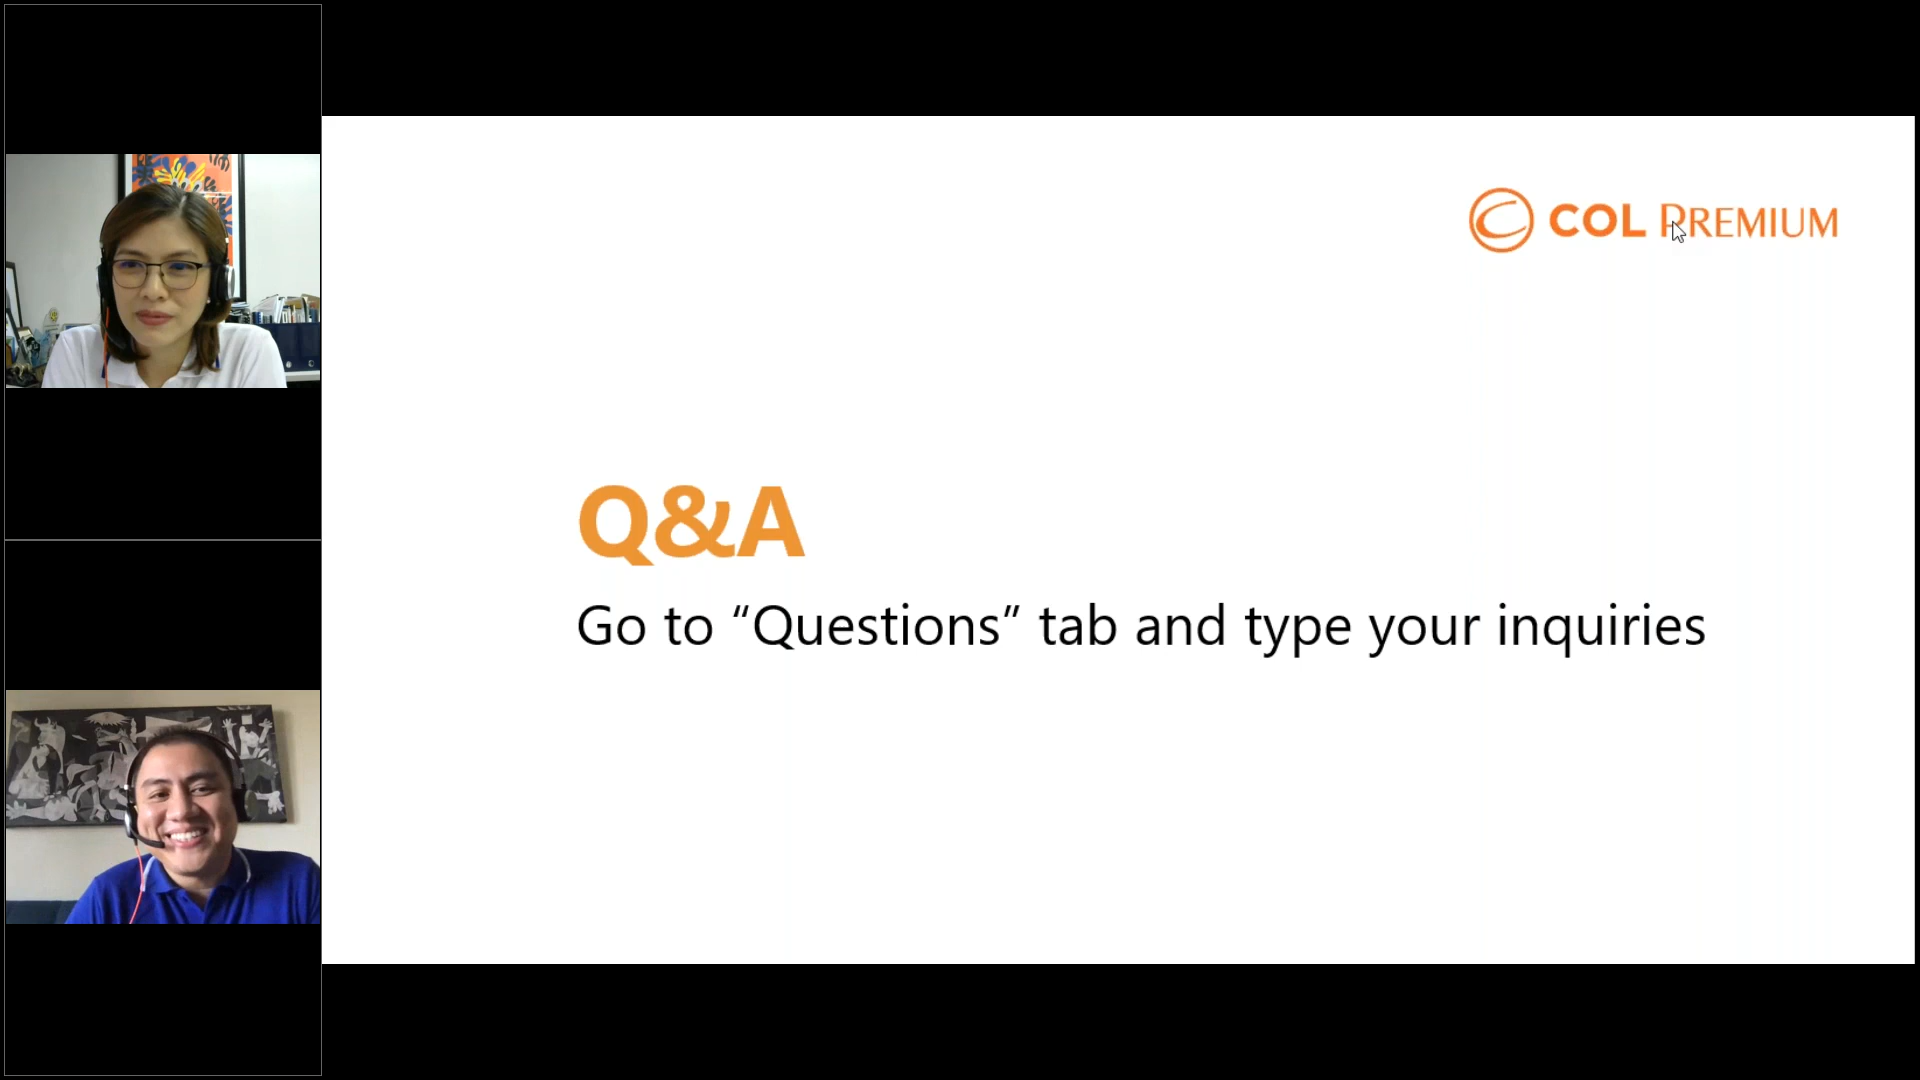 COL PREMIUM
Q&A
Go to “Questions” tab and type your inquiries